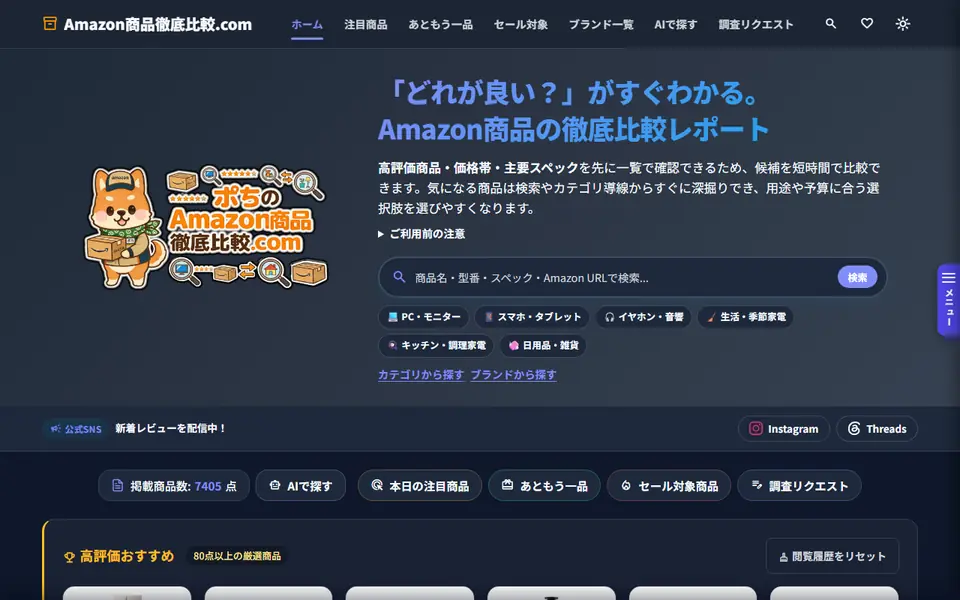 Amazon商品徹底比較.com
ホーム 注目商品 あともう一品 セール対象 ブランド一覧 AIで探す 調査リクエスト
「どれが良い？」がすぐわかる。
Amazon商品の徹底比較レポート
高評価商品・価格帯・主要スペックを先に一覧で確認できるため、候補を短時間で比較で
きます。気になる商品は検索やカテゴリ導線からすぐに深掘りでき、用途や予算に合う選
択肢を選びやすくなります。
ご利用前の注意
ポちの
Amazon商品
徹底比較.com
商品名・型番・スペック・Amazon URLで検索... 検索
メニュー
PC・モニター スマホ・タブレット イヤホン・音響 生活・季節家電
キッチン・調理家電 日用品・雑貨
カテゴリから探す ブランドから探す
公式SNS 新着レビューを配信中！ Instagram Threads
掲載商品数: 7405 点 AIで探す 本日の注目商品 あともう一品 セール対象商品 調査リクエスト
高評価おすすめ 80点以上の厳選商品 閲覧履歴をリセット